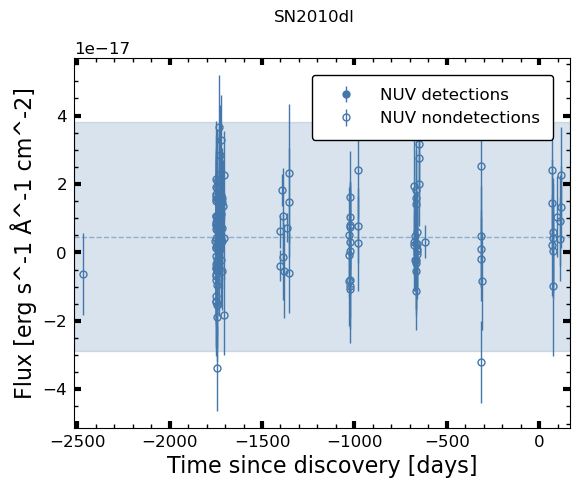 SN2010dl
1e−17
NUV detections
NUV nondetections
Flux [erg s^-1 Å^-1 cm^-2]
4
2
0
−2
−4
−2500 −2000 −1500 −1000 −500 0
Time since discovery [days]